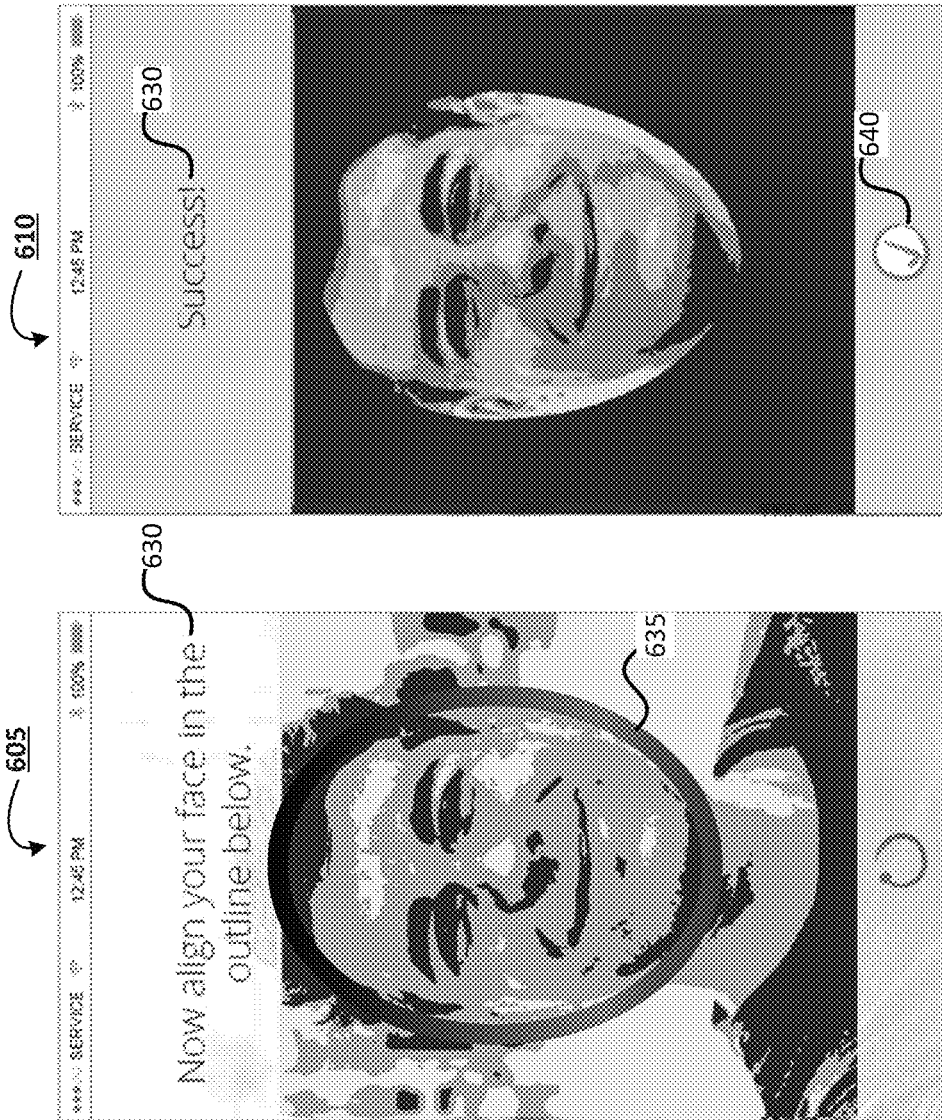 605
SERVICE 12:45 PM 100%
Now align your face in the
outline below.
630
635
610
SERVICE 12:45 PM 100%
Success!
630
640